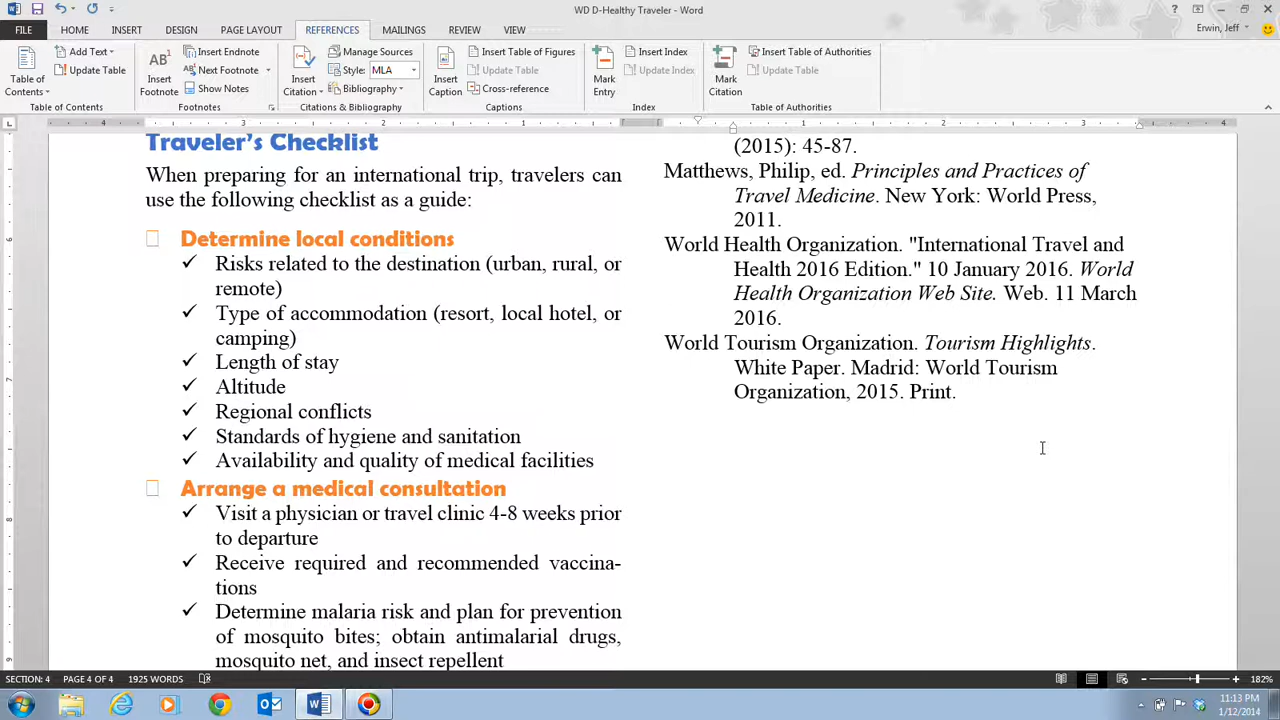 WD D-Healthy Traveler - Word
FILE HOME INSERT DESIGN PAGE LAYOUT REFERENCES MAILINGS REVIEW VIEW
Erwin, Jeff
Table of Contents
Add Text
Update Table
Table of Contents
AB1
Insert Footnote
Insert Endnote
Next Footnote
Show Notes
Footnotes
Insert Citation
Manage Sources
Style: MLA
Bibliography
Citations & Bibliography
Insert Caption
Insert Table of Figures
Update Table
Cross-reference
Captions
Mark Entry
Insert Index
Update Index
Index
Mark Citation
Insert Table of Authorities
Update Table
Table of Authorities
4 3 2 1 1 2 3 4
Traveler's Checklist
When preparing for an international trip, travelers can
use the following checklist as a guide:
Determine local conditions
✓ Risks related to the destination (urban, rural, or
remote)
✓ Type of accommodation (resort, local hotel, or
camping)
✓ Length of stay
✓ Altitude
✓ Regional conflicts
✓ Standards of hygiene and sanitation
✓ Availability and quality of medical facilities
Arrange a medical consultation
✓ Visit a physician or travel clinic 4-8 weeks prior
to departure
✓ Receive required and recommended vaccina-
tions
✓ Determine malaria risk and plan for prevention
of mosquito bites; obtain antimalarial drugs,
mosquito net, and insect repellent
(2015): 45-87.
Matthews, Philip, ed. Principles and Practices of
Travel Medicine. New York: World Press,
2011.
World Health Organization. "International Travel and
Health 2016 Edition." 10 January 2016. World
Health Organization Web Site. Web. 11 March
2016.
World Tourism Organization. Tourism Highlights.
White Paper. Madrid: World Tourism
Organization, 2015. Print.
SECTION: 4 PAGE 4 OF 4 1925 WORDS
182%
11:13 PM
1/12/2014